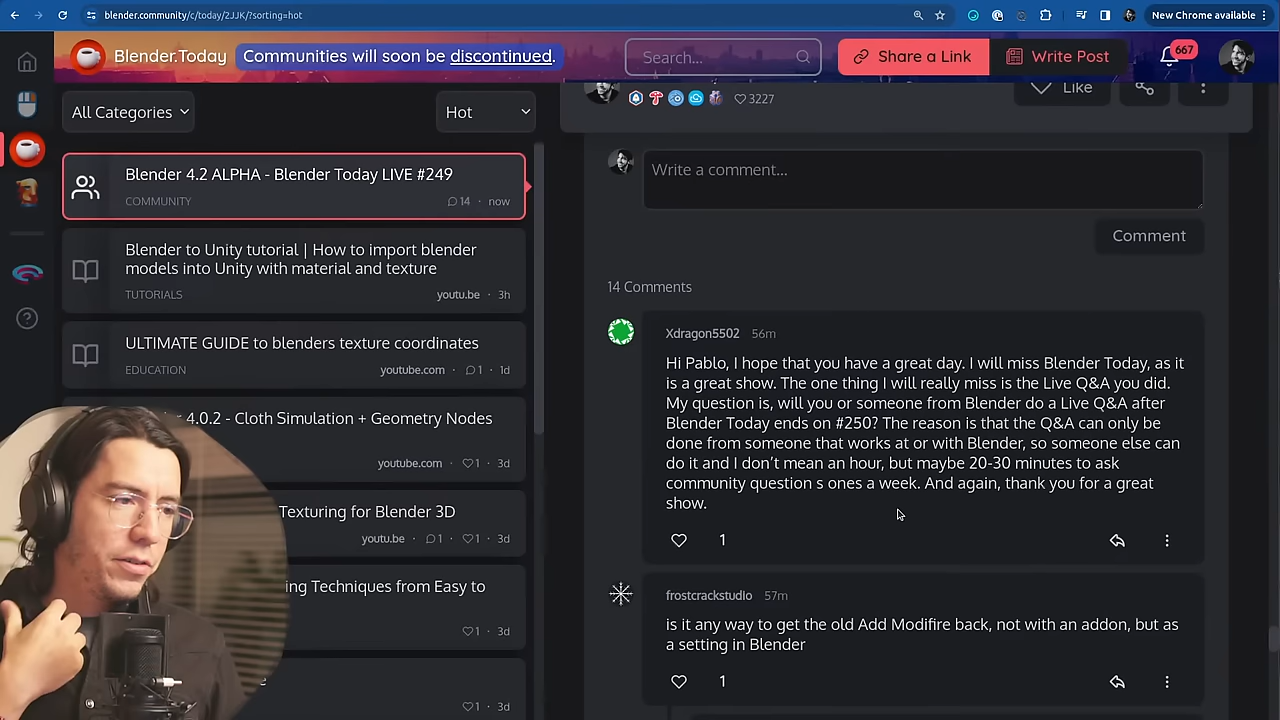 blender.community/c/today/2JJK/?sorting=hot
New Chrome available
Blender.Today
Communities will soon be discontinued.
Search...
Share a Link
Write Post
667
All Categories
Hot
3227
Like
Blender 4.2 ALPHA - Blender Today LIVE #249
COMMUNITY
14 · now
Blender to Unity tutorial | How to import blender
models into Unity with material and texture
TUTORIALS
youtu.be · 3h
ULTIMATE GUIDE to blenders texture coordinates
EDUCATION
youtube.com · 1 · 1d
4.0.2 - Cloth Simulation + Geometry Nodes
youtube.com · 1 · 3d
Texturing for Blender 3D
youtu.be · 1 · 1 · 3d
ing Techniques from Easy to
1 · 3d
1 · 3d
Write a comment...
Comment
14 Comments
Xdragon5502 56m
Hi Pablo, I hope that you have a great day. I will miss Blender Today, as it
is a great show. The one thing I will really miss is the Live Q&A you did.
My question is, will you or someone from Blender do a Live Q&A after
Blender Today ends on #250? The reason is that the Q&A can only be
done from someone that works at or with Blender, so someone else can
do it and I don't mean an hour, but maybe 20-30 minutes to ask
community question s ones a week. And again, thank you for a great
show.
1
frostcrackstudio 57m
is it any way to get the old Add Modifire back, not with an addon, but as
a setting in Blender
1